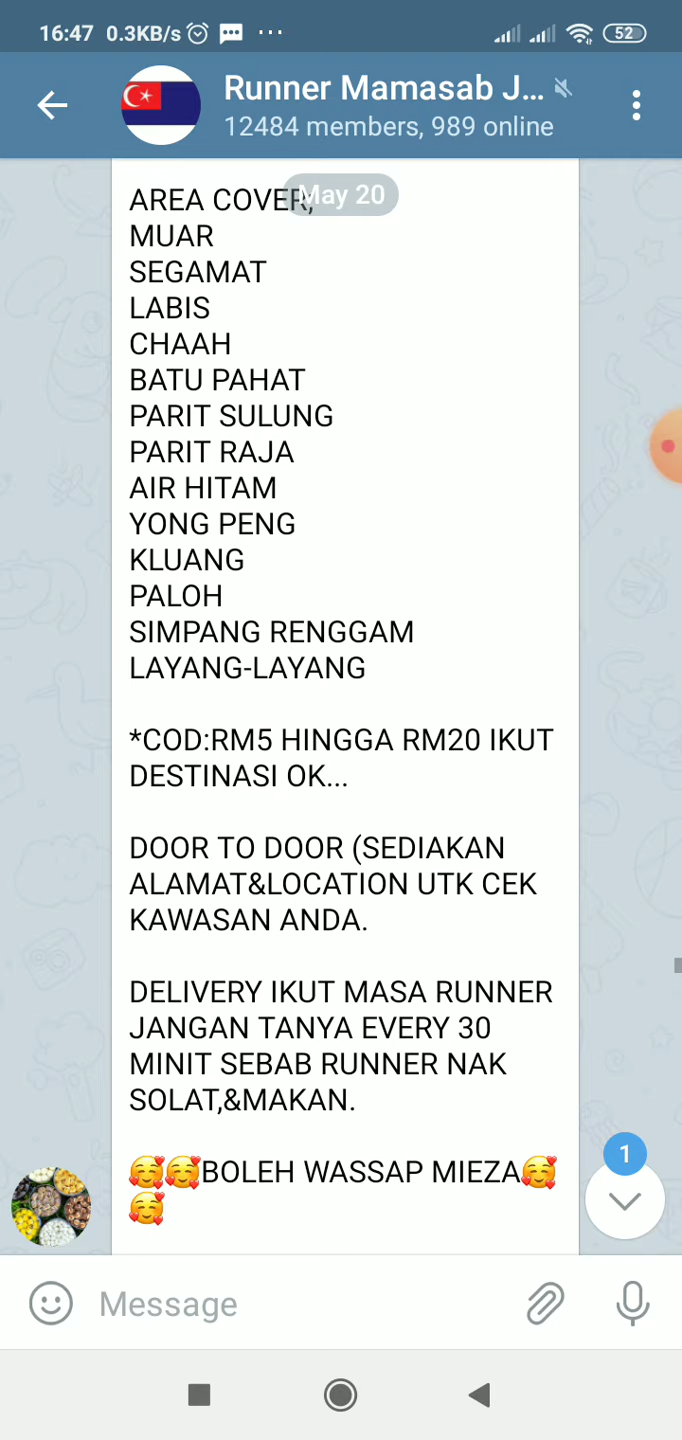 16:47 0.3KB/s ...
52
Runner Mamasab J...
12484 members, 989 online
May 20
AREA COVER;
MUAR
SEGAMAT
LABIS
CHAAH
BATU PAHAT
PARIT SULUNG
PARIT RAJA
AIR HITAM
YONG PENG
KLUANG
PALOH
SIMPANG RENGGAM
LAYANG-LAYANG
*COD:RM5 HINGGA RM20 IKUT
DESTINASI OK...
DOOR TO DOOR (SEDIAKAN
ALAMAT&LOCATION UTK CEK
KAWASAN ANDA.
DELIVERY IKUT MASA RUNNER
JANGAN TANYA EVERY 30
MINIT SEBAB RUNNER NAK
SOLAT,&MAKAN.
🥰🥰BOLEH WASSAP MIEZA🥰
🥰
1
Message